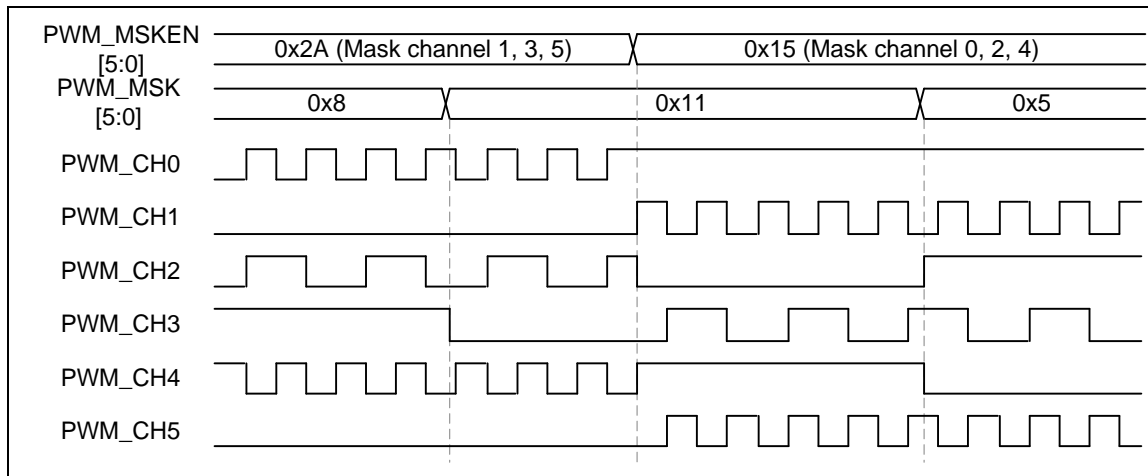 PWM_MSKEN
[5:0]
0x2A (Mask channel 1, 3, 5)
0x15 (Mask channel 0, 2, 4)
PWM_MSK
[5:0]
0x8
0x11
0x5
PWM_CH0
PWM_CH1
PWM_CH2
PWM_CH3
PWM_CH4
PWM_CH5